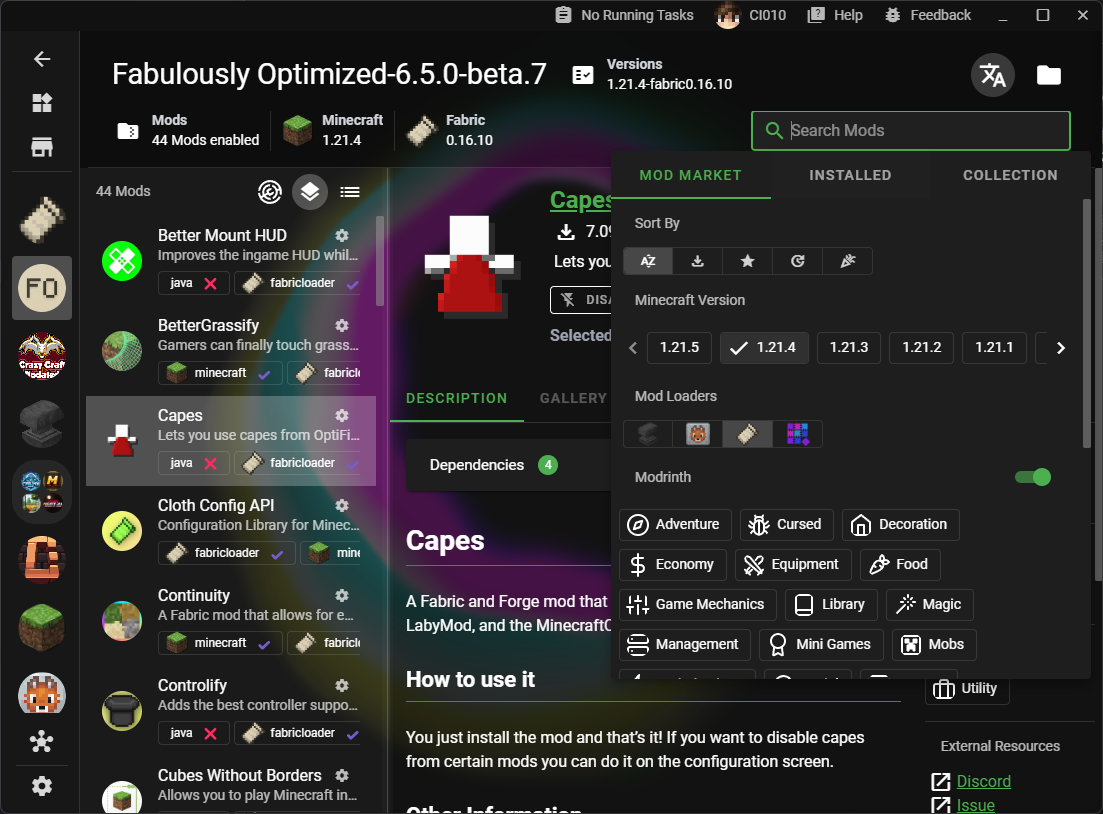 No Running Tasks
CI010
Help
Feedback
Fabulously Optimized-6.5.0-beta.7
Versions
1.21.4-fabric0.16.10
Mods
44 Mods enabled
Minecraft
1.21.4
Fabric
0.16.10
Search Mods
44 Mods
Better Mount HUD
Improves the ingame HUD whil...
java
fabricloader
BetterGrassify
Gamers can finally touch grass...
minecraft
fabric
Capes
Lets you use capes from OptiFi...
java
fabricloader
Cloth Config API
Configuration Library for Minec...
fabricloader
mine
Continuity
A Fabric mod that allows for e...
minecraft
fabricl
Controlify
Adds the best controller suppo...
java
fabricloader
Cubes Without Borders
Allows you to play Minecraft in...
FO
Crazy Craft
Updated
Capes
7.09
Lets you
DISA
Selected
DESCRIPTION
GALLERY
Dependencies
4
Capes
A Fabric and Forge mod that
LabyMod, and the MinecraftC
How to use it
You just install the mod and that's it! If you want to disable capes
from certain mods you can do it on the configuration screen.
Other Information
MOD MARKET
INSTALLED
COLLECTION
Sort By
AZ
Minecraft Version
1.21.5
1.21.4
1.21.3
1.21.2
1.21.1
Mod Loaders
Modrinth
Adventure
Cursed
Decoration
Economy
Equipment
Food
Game Mechanics
Library
Magic
Management
Mini Games
Mobs
Utility
External Resources
Discord
Issue